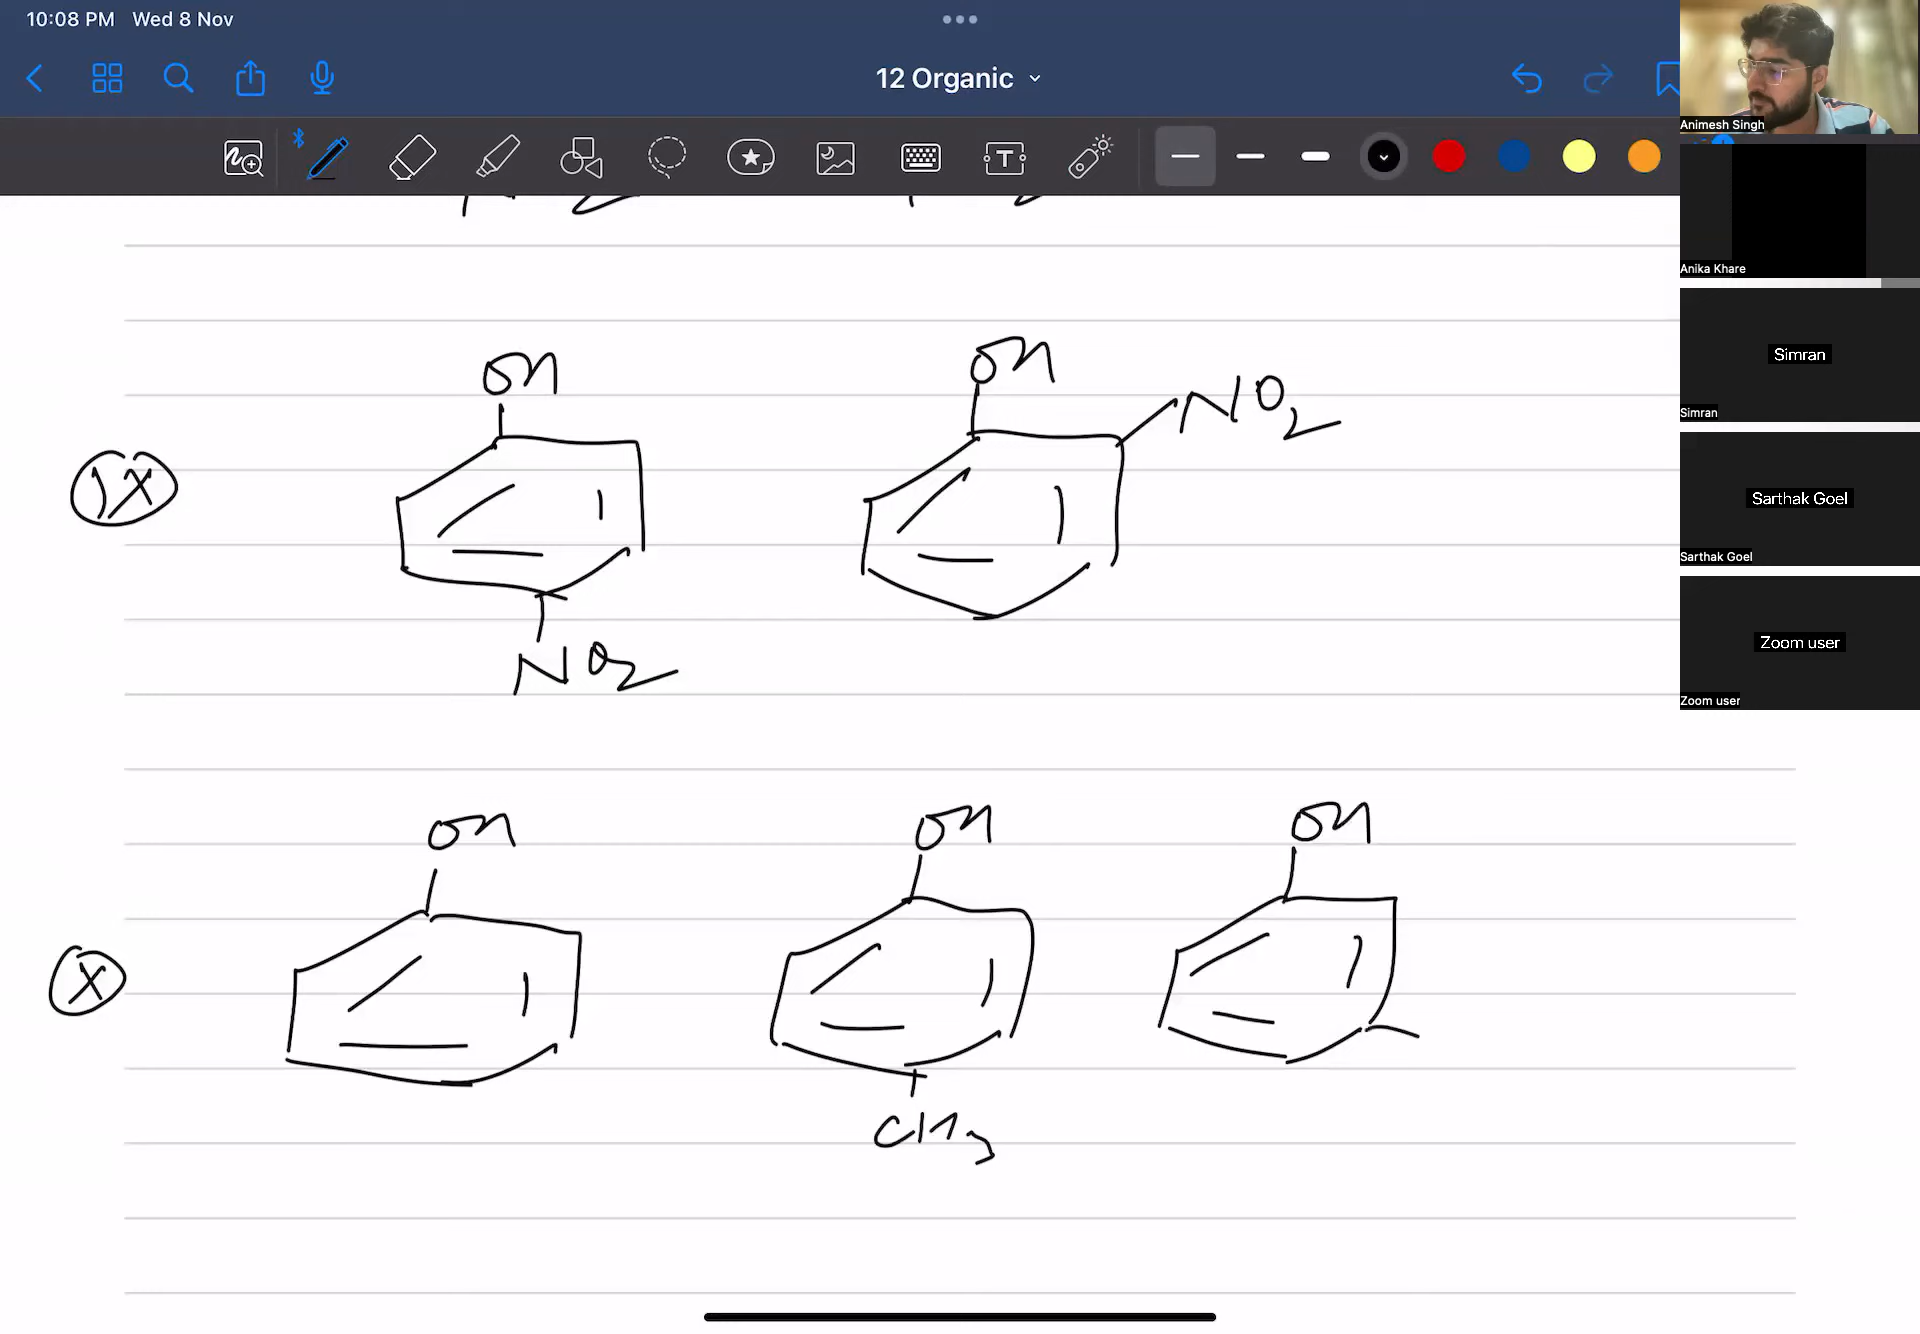 10:08 PM Wed 8 Nov
12 Organic
T
Animesh Singh
Anika Khare
Simran
Simran
Sarthak Goel
Sarthak Goel
Zoom user
Zoom user
IX
OH
NO2
OH
NO2
X
OH
OH
CH3
OH